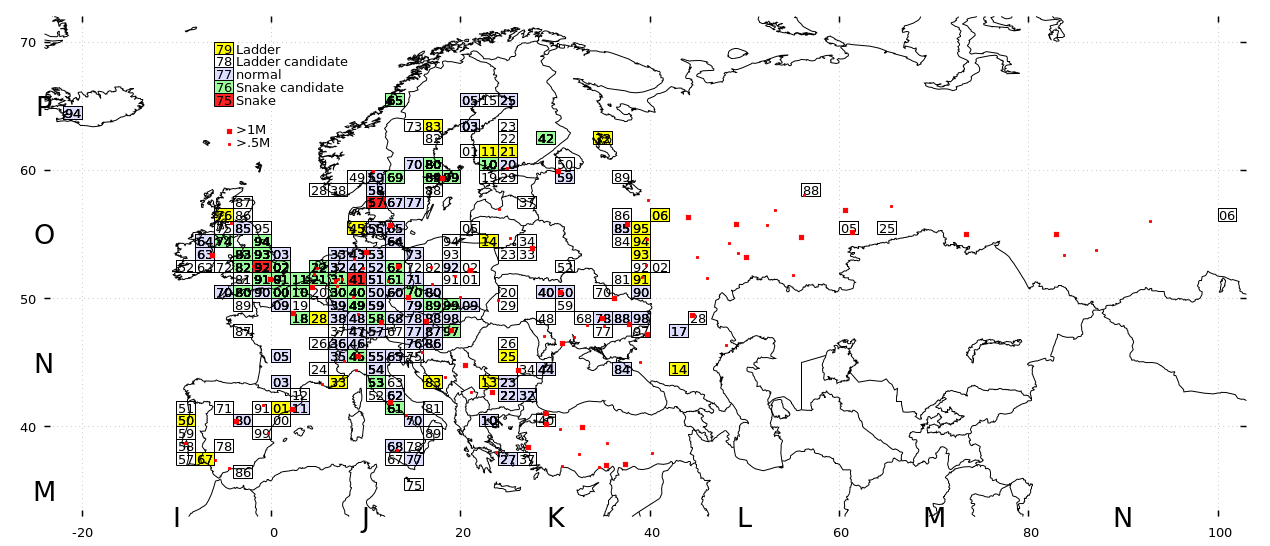 70
60
50
40
P
O
N
M
79 Ladder
78 Ladder candidate
77 normal
76 Snake candidate
75 Snake
>1M
>.5M
94
65 05 15 25
73 83 03 23
82 22 42
01 11 21
70 80 10 20 50
49 59 69 99 19 29 59 89
28 38 58 88 88
87 57 67 77 37
86 86 06 06
85 95 45 05 85 95 05 25
64 74 94 64 94 14 34 84 94
63 83 93 03 33 43 53 73 93 23 33 93
52 62 72 82 92 02 22 32 42 52 62 72 82 92 02 52 92 02
81 91 01 11 21 41 51 61 71 91 01 81 91
80 90 00 10 30 40 50 60 70 80 20 40 50 70 90
89 09 19 39 49 59 79 89 99 09 29 59
18 28 38 48 58 68 78 88 98 48 68 78 88 98 28
87 37 47 57 67 77 87 97 77 97 17
26 36 46 76 86 26
05 35 45 55 65 75 25
24 54 34 44 84 14
03 33 53 63 83 13 23
12 52 62 22 32
51 71 91 01 11 61 81
50 80 00 70 10 40
59 99 89
58 78 68 78
57 67 67 77 27 37
86
75
I J K L M N
-20 0 20 40 60 80 100